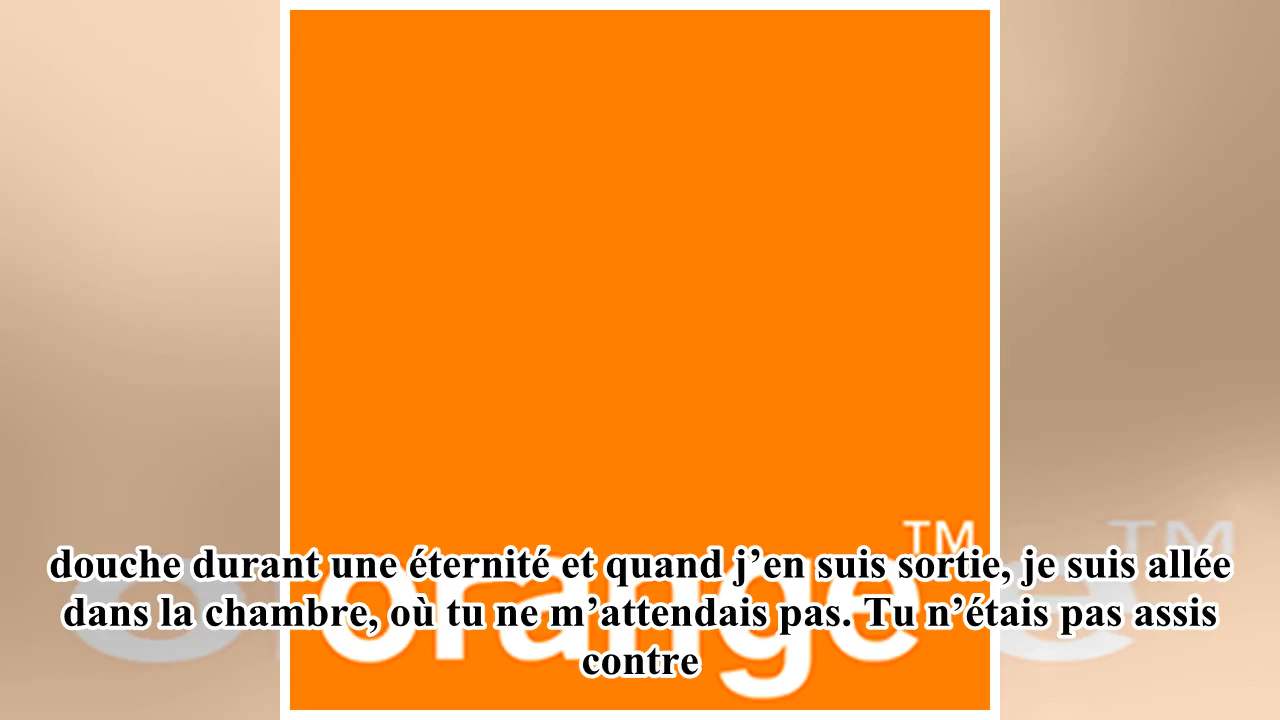 orange™
douche durant une éternité et quand j’en suis sortie, je suis allée
dans la chambre, où tu ne m’attendais pas. Tu n’étais pas assis
contre